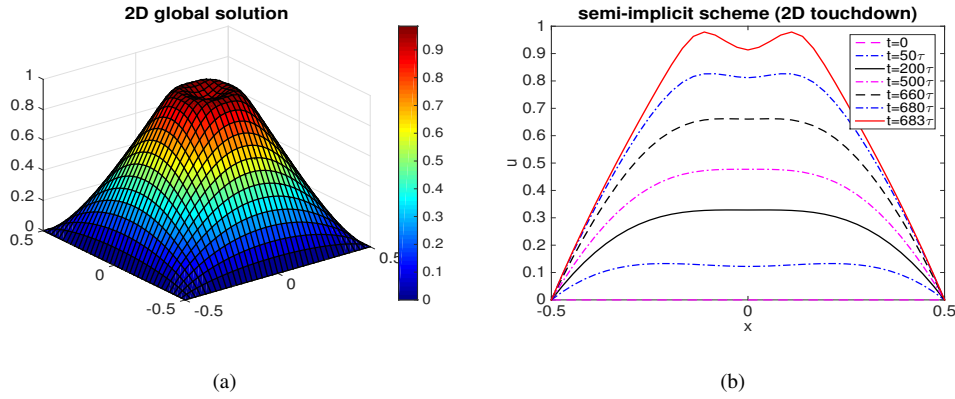 2D global solution
1
0.8
0.6
0.4
0.2
0
0.5
0
-0.5
-0.5
0
0.5
0.9
0.8
0.7
0.6
0.5
0.4
0.3
0.2
0.1
0
(a)
semi-implicit scheme (2D touchdown)
1
0.9
0.8
0.7
0.6
0.5
0.4
0.3
0.2
0.1
0
u
-0.5
0
0.5
x
t=0
t=50τ
t=200τ
t=500τ
t=660τ
t=680τ
t=683τ
(b)